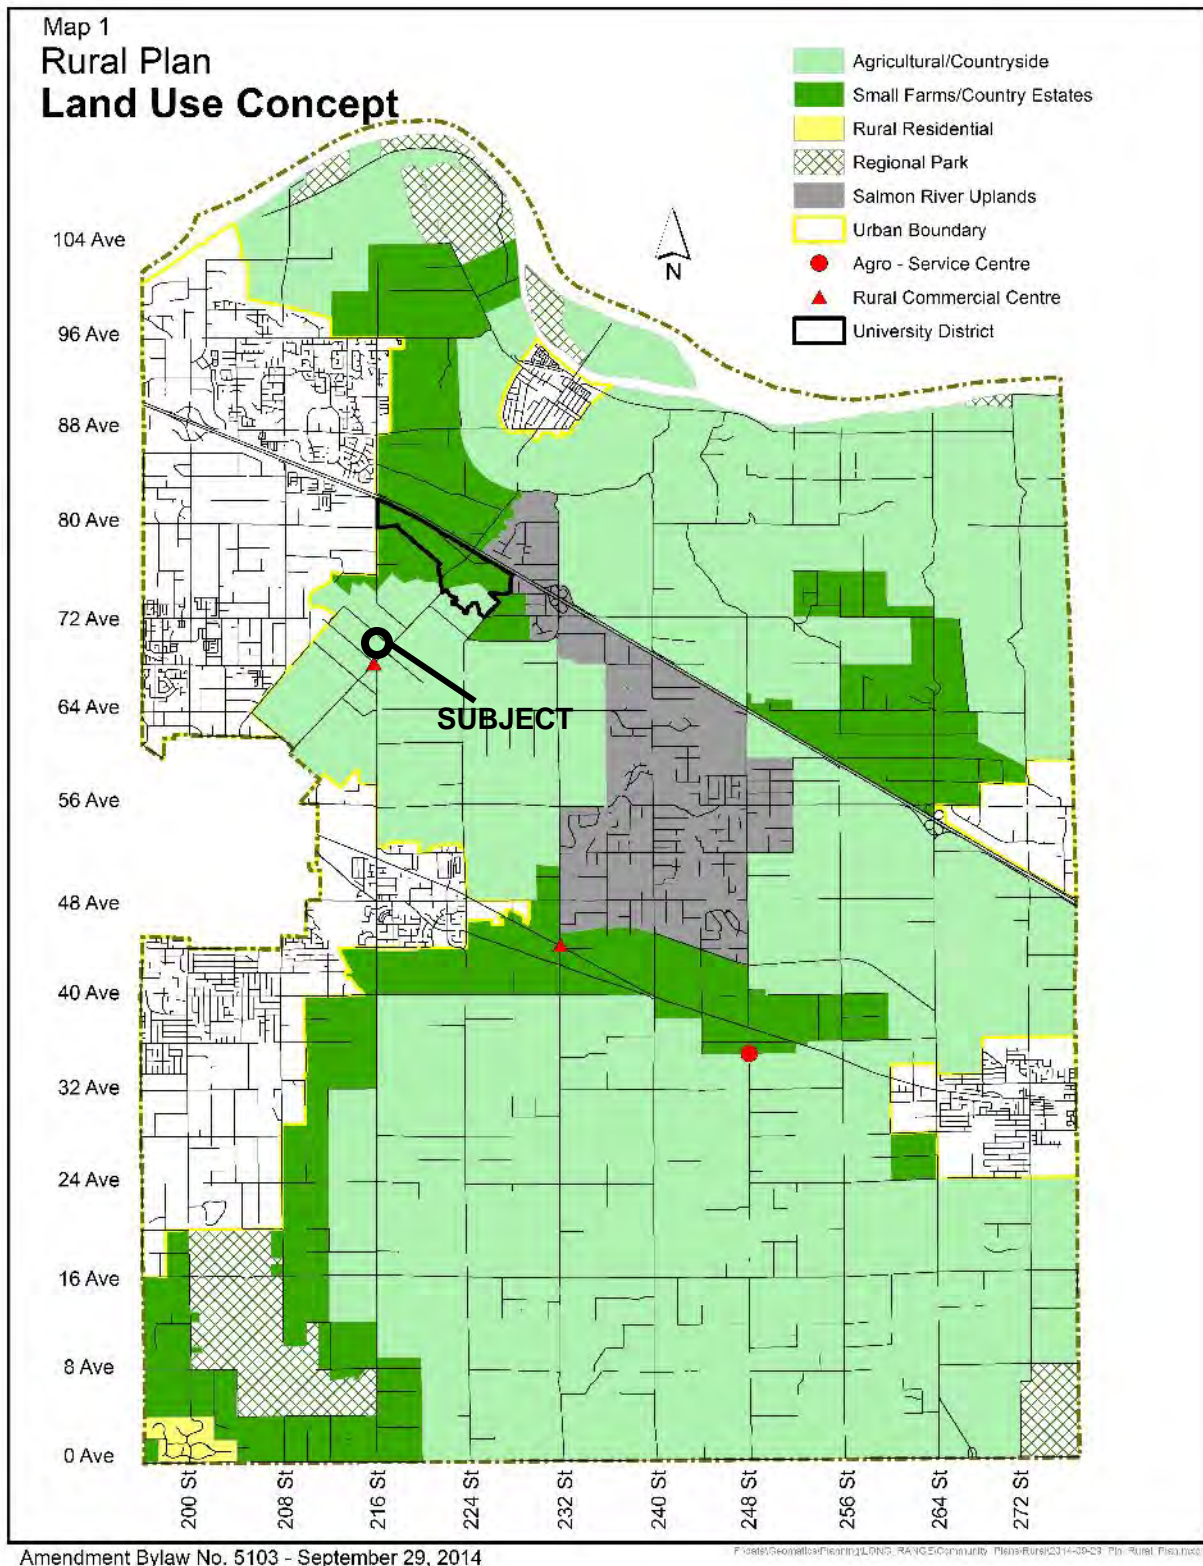 Map 1
Rural Plan
Land Use Concept
Agricultural/Countryside
Small Farms/Country Estates
Rural Residential
Regional Park
Salmon River Uplands
Urban Boundary
Agro - Service Centre
Rural Commercial Centre
University District
N
104 Ave
96 Ave
88 Ave
80 Ave
72 Ave
64 Ave
56 Ave
48 Ave
40 Ave
32 Ave
24 Ave
16 Ave
8 Ave
0 Ave
SUBJECT
200 St
208 St
216 St
224 St
232 St
240 St
248 St
256 St
264 St
272 St
Amendment Bylaw No. 5103 - September 29, 2014